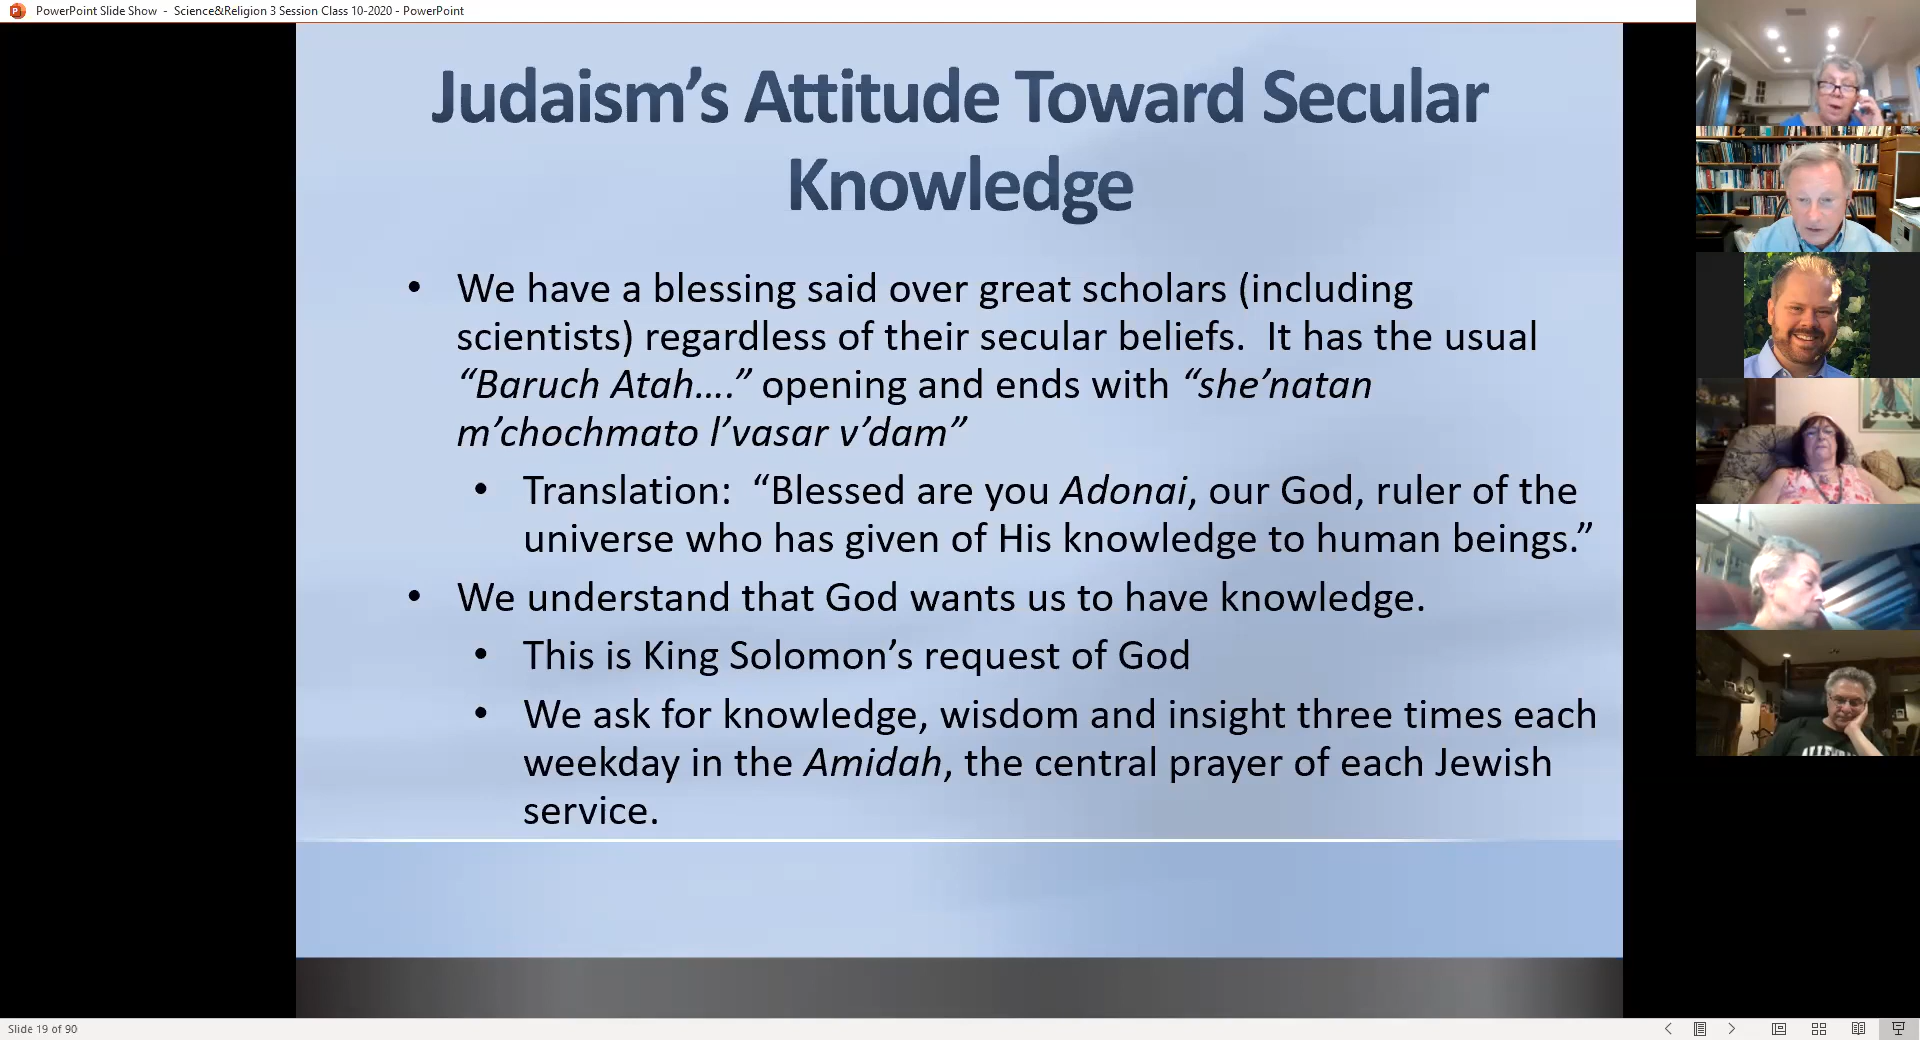 PowerPoint Slide Show - Science&Religion 3 Session Class 10-2020 - PowerPoint
Judaism’s Attitude Toward Secular
Knowledge
• We have a blessing said over great scholars (including
scientists) regardless of their secular beliefs.  It has the usual
“Baruch Atah....” opening and ends with “she’natan
m’chochmato l’vasar v’dam”
• Translation:  “Blessed are you Adonai, our God, ruler of the
universe who has given of His knowledge to human beings.”
• We understand that God wants us to have knowledge.
• This is King Solomon’s request of God
• We ask for knowledge, wisdom and insight three times each
weekday in the Amidah, the central prayer of each Jewish
service.
Slide 19 of 90